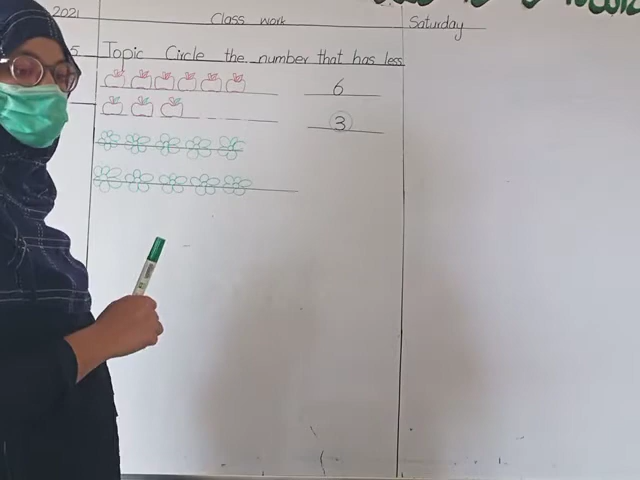 2021 Class work Saturday
5 Topic Circle the number that has less
6
3